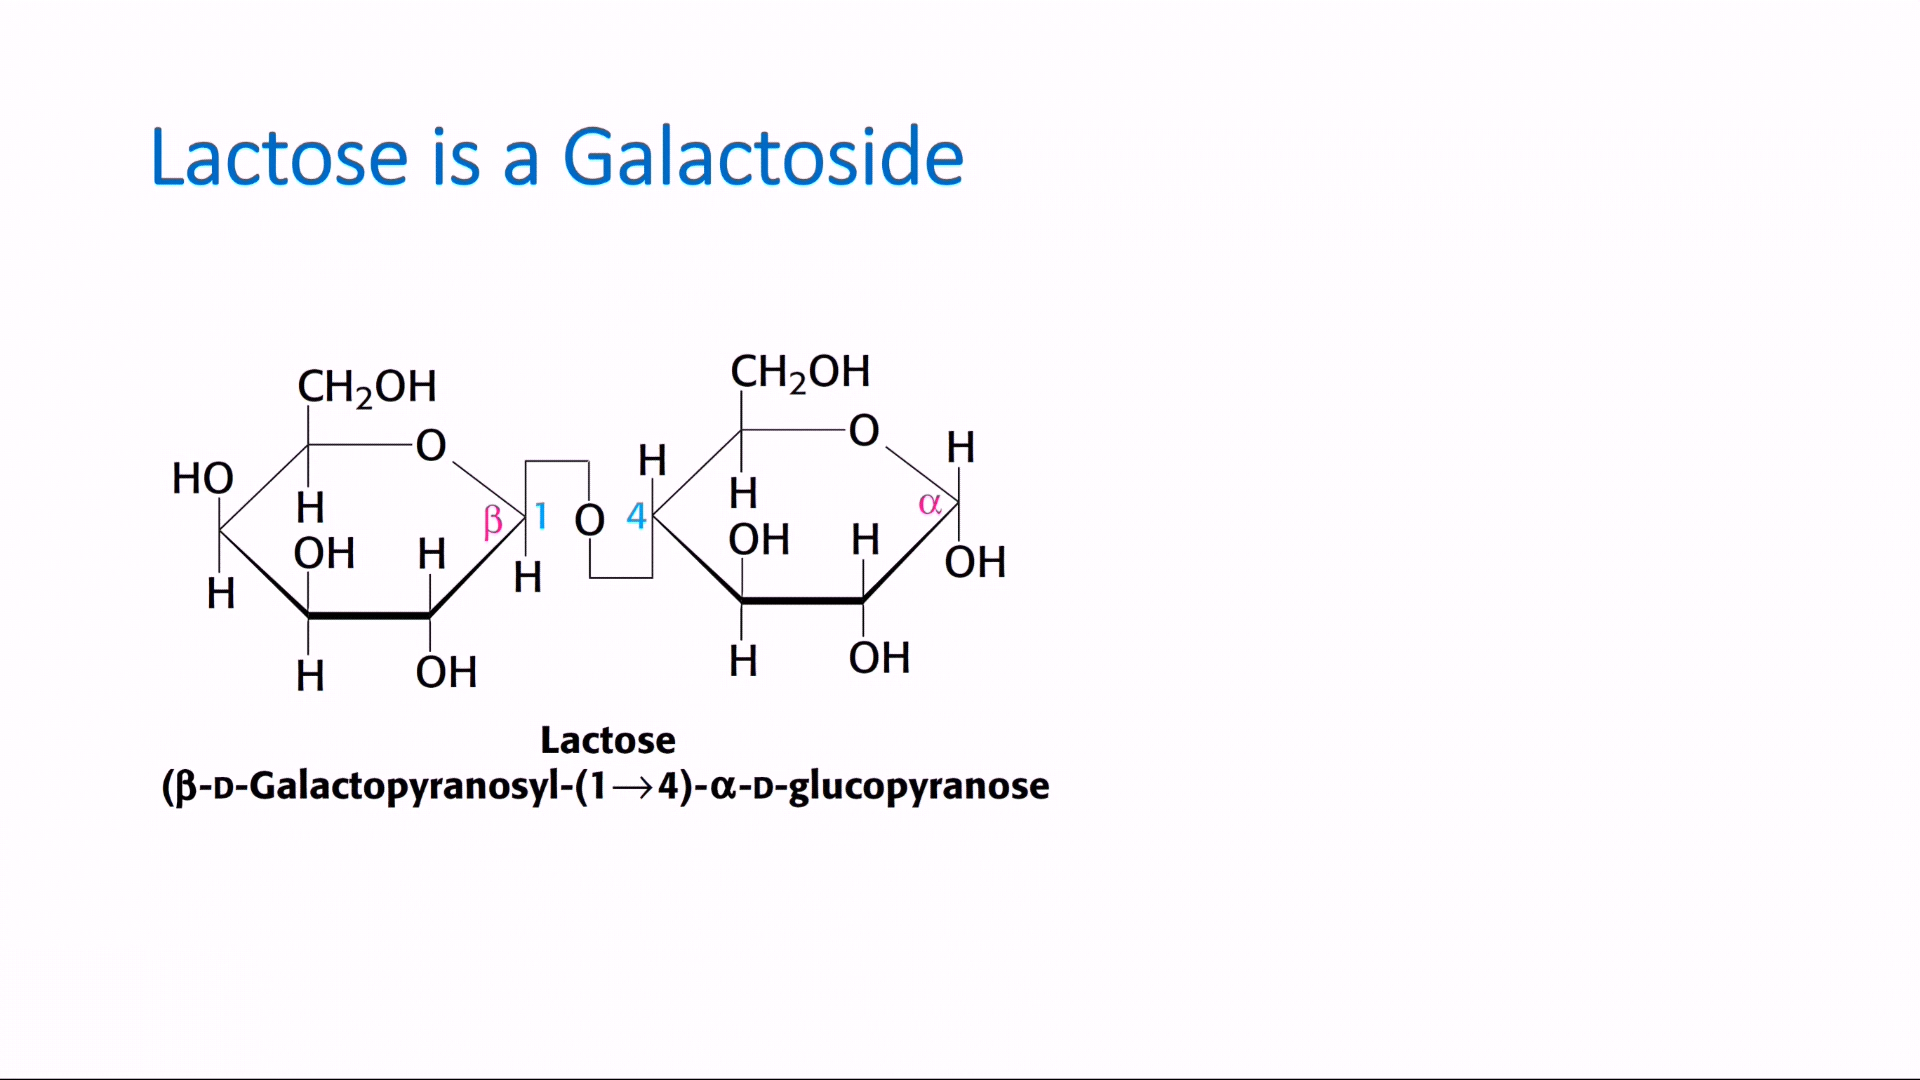 Lactose is a Galactoside
CH₂OH
CH₂OH
O
O
H
H
HO
H
H
H
β
1
O
4
α
OH
H
OH
H
H
H
OH
H
OH
H
OH
Lactose
(β-D-Galactopyranosyl-(1→4)-α-D-glucopyranose